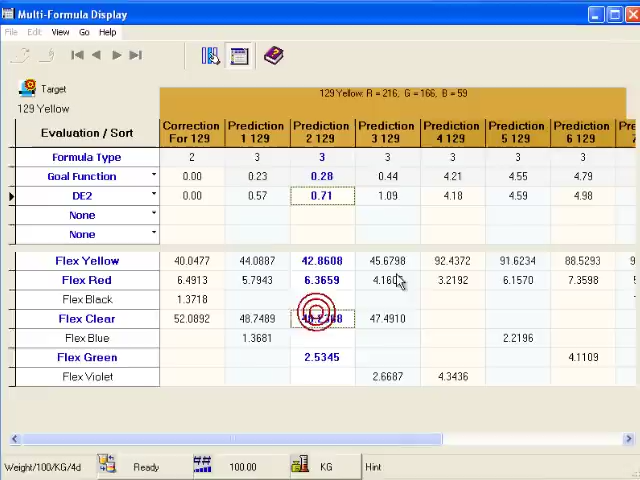 Multi-Formula Display
File Edit View Go Help
Target
129 Yellow
129 Yellow: R = 216, G = 166, B = 59
Evaluation / Sort Correction For 129 Prediction 1 129 Prediction 2 129 Prediction 3 129 Prediction 4 129 Prediction 5 129 Prediction 6 129
Formula Type 2 3 3 3 3 3 3
Goal Function 0.00 0.23 0.28 0.44 4.21 4.55 4.79
DE2 0.00 0.57 0.71 1.09 4.18 4.59 4.98
None
None
Flex Yellow 40.0477 44.0887 42.8608 45.6798 92.4372 91.6234 88.5293 9
Flex Red 6.4913 5.7943 6.3659 3.2192 6.1570 7.3598
Flex Black 1.3718
Flex Clear 52.0892 48.7489 47.4910
Flex Blue 1.3681 2.2196
Flex Green 2.5345 4.1109
Flex Violet 2.6687 4.3436
Weight/100/KG/4d Ready 100.00 KG Hint